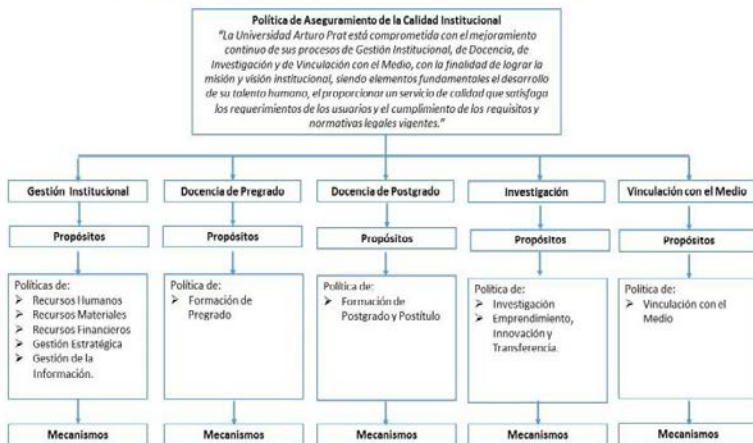 Política de Aseguramiento de la Calidad Institucional
"La Universidad Arturo Prat está comprometida con el mejoramiento
continuo de sus procesos de Gestión Institucional, de Docencia, de
Investigación y de Vinculación con el Medio, con la finalidad de lograr la
misión y visión institucional, siendo elementos fundamentales el desarrollo
de su talento humano, el proporcionar un servicio de calidad que satisfaga
los requerimientos de los usuarios y el cumplimiento de los requisitos y
normativas legales vigentes."
Gestión Institucional
Docencia de Pregrado
Docencia de Postgrado
Investigación
Vinculación con el Medio
Propósitos
Propósitos
Propósitos
Propósitos
Propósitos
Políticas de:
➢ Recursos Humanos
➢ Recursos Materiales
➢ Recursos Financieros
➢ Gestión Estratégica
➢ Gestión de la
Información.
Política de:
➢ Formación de
Pregrado
Política de:
➢ Formación de
Postgrado y Postítulo
Política de:
➢ Investigación
➢ Emprendimiento,
Innovación y
Transferencia.
Política de:
➢ Vinculación con el
Medio
Mecanismos
Mecanismos
Mecanismos
Mecanismos
Mecanismos